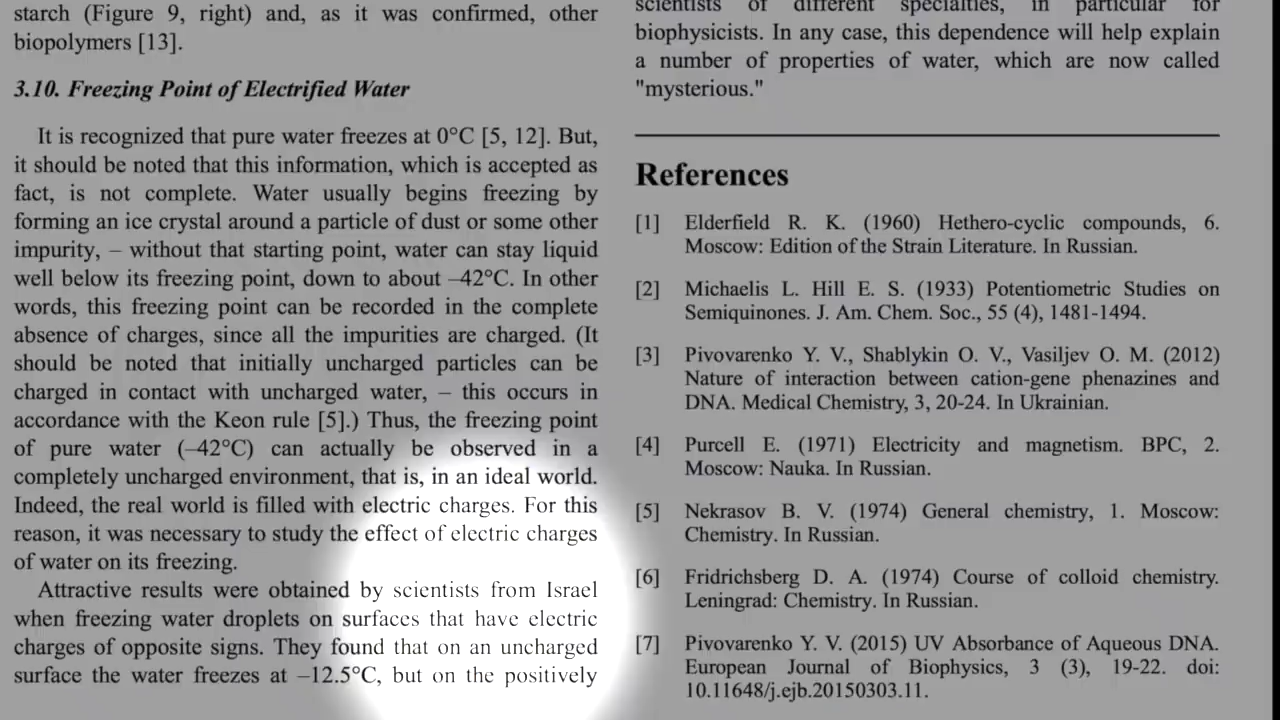 starch (Figure 9, right) and, as it was confirmed, other
biopolymers [13].
3.10. Freezing Point of Electrified Water
It is recognized that pure water freezes at 0°C [5, 12]. But,
it should be noted that this information, which is accepted as
fact, is not complete. Water usually begins freezing by
forming an ice crystal around a particle of dust or some other
impurity, – without that starting point, water can stay liquid
well below its freezing point, down to about –42°C. In other
words, this freezing point can be recorded in the complete
absence of charges, since all the impurities are charged. (It
should be noted that initially uncharged particles can be
charged in contact with uncharged water, – this occurs in
accordance with the Keon rule [5].) Thus, the freezing point
of pure water (–42°C) can actually be observed in a
completely uncharged environment, that is, in an ideal world.
Indeed, the real world is filled with electric charges. For this
reason, it was necessary to study the effect of electric charges
of water on its freezing.
Attractive results were obtained by scientists from Israel
when freezing water droplets on surfaces that have electric
charges of opposite signs. They found that on an uncharged
surface the water freezes at –12.5°C, but on the positively
scientists of different specialties, in particular for
biophysicists. In any case, this dependence will help explain
a number of properties of water, which are now called
"mysterious."
References
[1] Elderfield R. K. (1960) Hethero-cyclic compounds, 6.
Moscow: Edition of the Strain Literature. In Russian.
[2] Michaelis L. Hill E. S. (1933) Potentiometric Studies on
Semiquinones. J. Am. Chem. Soc., 55 (4), 1481-1494.
[3] Pivovarenko Y. V., Shablykin O. V., Vasiljev O. M. (2012)
Nature of interaction between cation-gene phenazines and
DNA. Medical Chemistry, 3, 20-24. In Ukrainian.
[4] Purcell E. (1971) Electricity and magnetism. BPC, 2.
Moscow: Nauka. In Russian.
[5] Nekrasov B. V. (1974) General chemistry, 1. Moscow:
Chemistry. In Russian.
[6] Fridrichsberg D. A. (1974) Course of colloid chemistry.
Leningrad: Chemistry. In Russian.
[7] Pivovarenko Y. V. (2015) UV Absorbance of Aqueous DNA.
European Journal of Biophysics, 3 (3), 19-22. doi:
10.11648/j.ejb.20150303.11.